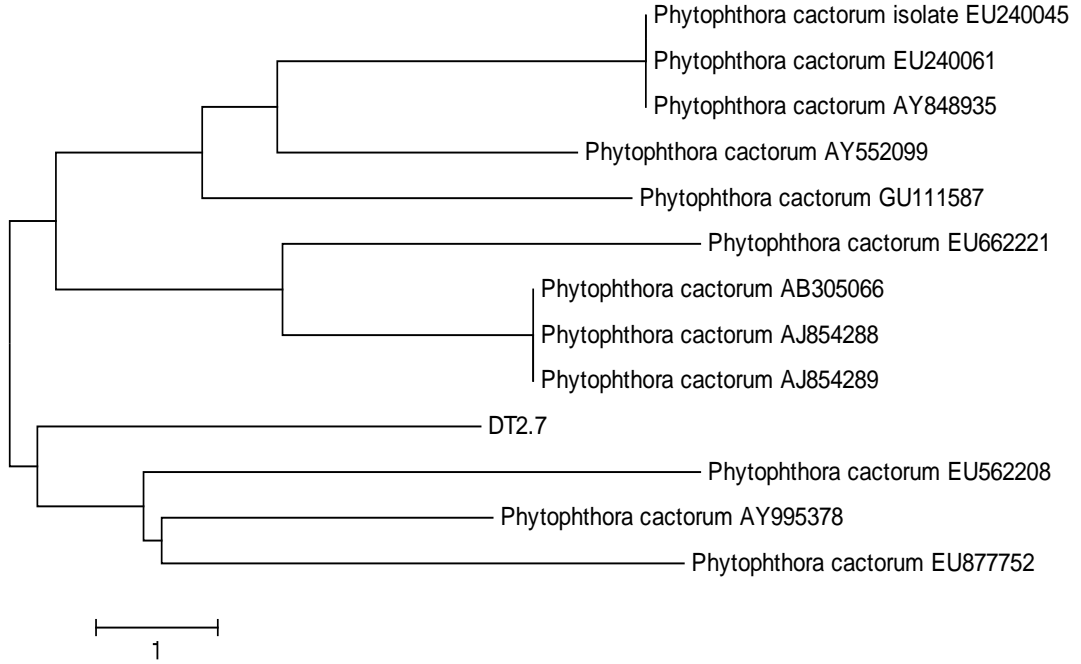 Phytophthora cactorum isolate EU240045
Phytophthora cactorum EU240061
Phytophthora cactorum AY848935
Phytophthora cactorum AY552099
Phytophthora cactorum GU111587
Phytophthora cactorum EU662221
Phytophthora cactorum AB305066
Phytophthora cactorum AJ854288
Phytophthora cactorum AJ854289
DT2.7
Phytophthora cactorum EU562208
Phytophthora cactorum AY995378
Phytophthora cactorum EU877752
1